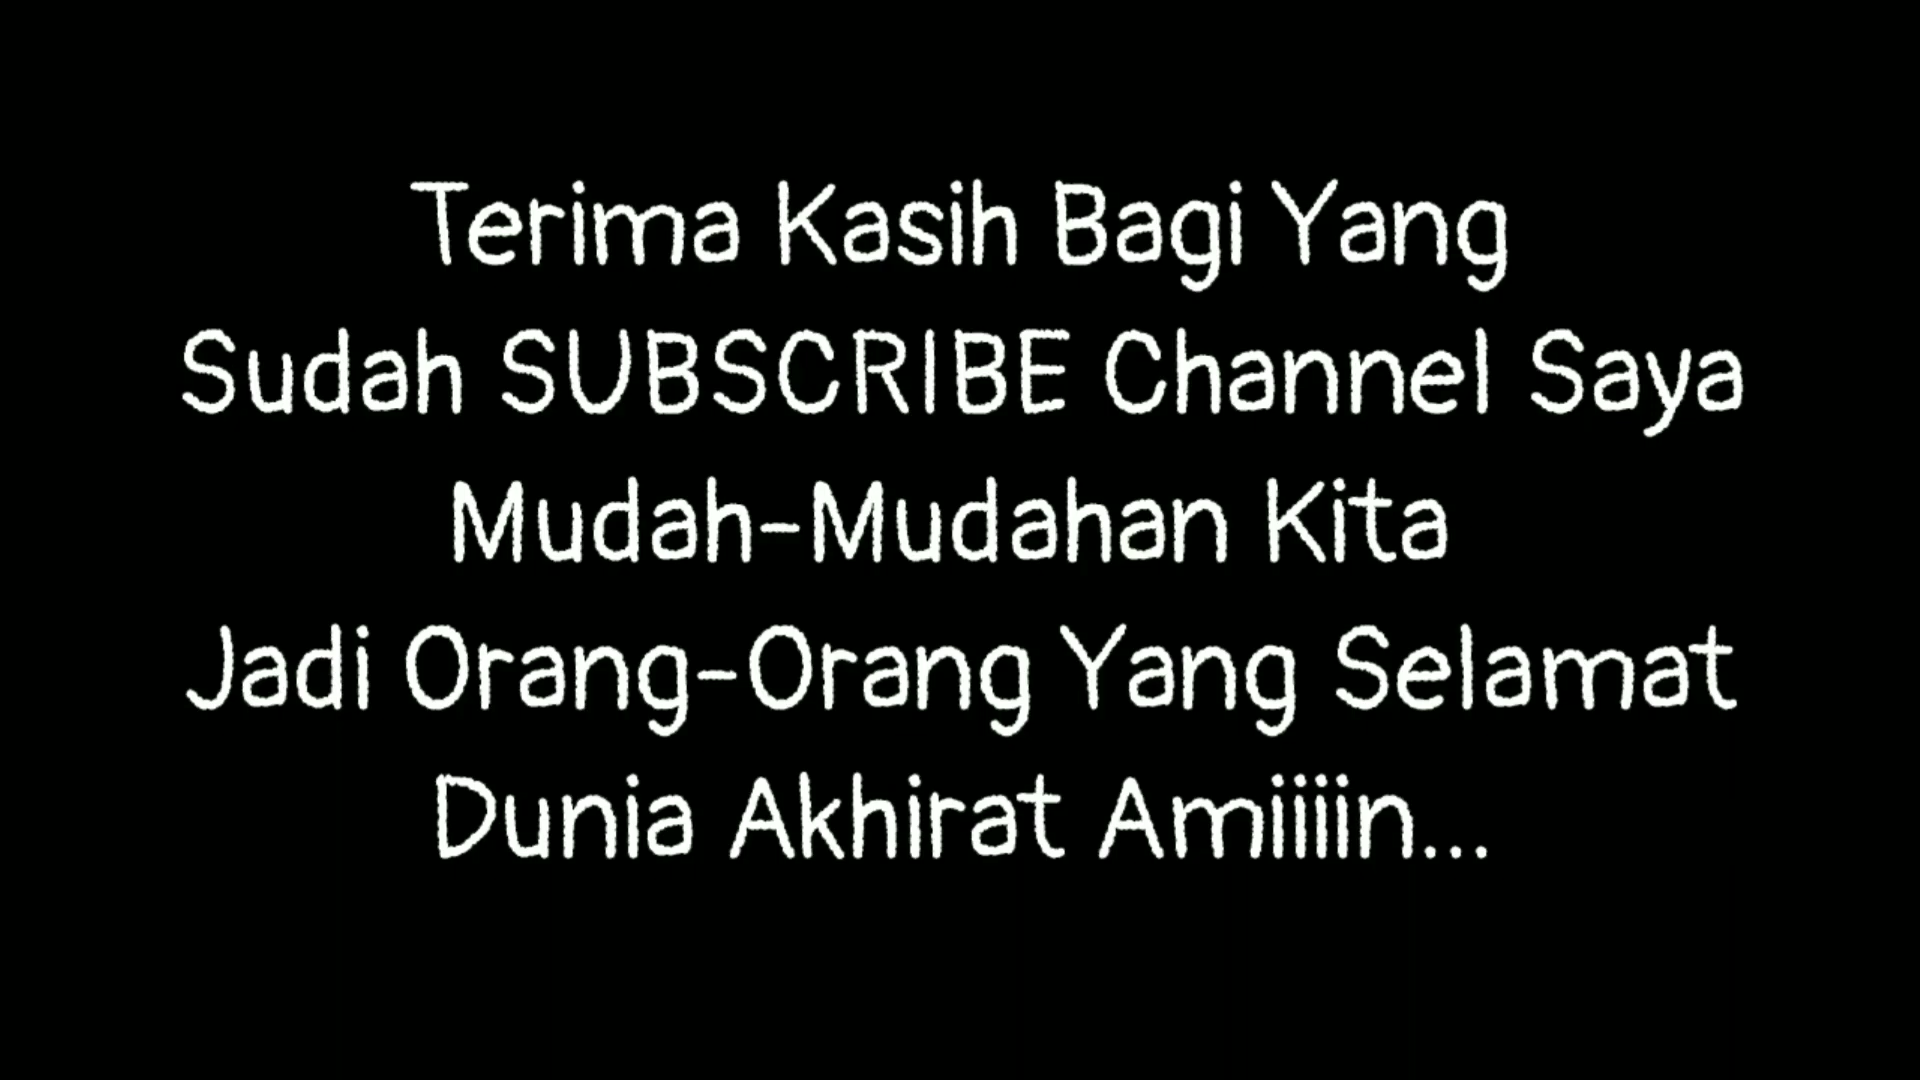 Terima Kasih Bagi Yang
Sudah SUBSCRIBE Channel Saya
Mudah-Mudahan Kita
Jadi Orang-Orang Yang Selamat
Dunia Akhirat Amiiiin...